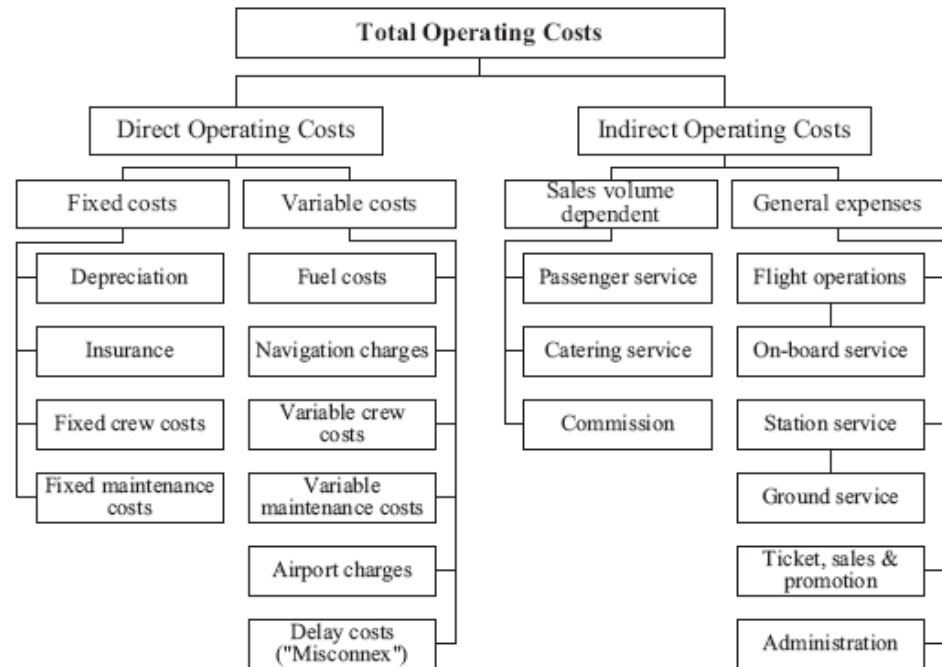 Total Operating Costs
Direct Operating Costs
Indirect Operating Costs
Fixed costs
Variable costs
Sales volume
dependent
General expenses
Depreciation
Fuel costs
Passenger service
Flight operations
Insurance
Navigation charges
Catering service
On-board service
Fixed crew costs
Variable crew
costs
Commission
Station service
Fixed maintenance
costs
Variable
maintenance costs
Ground service
Airport charges
Ticket, sales &
promotion
Delay costs
("Misconnex")
Administration